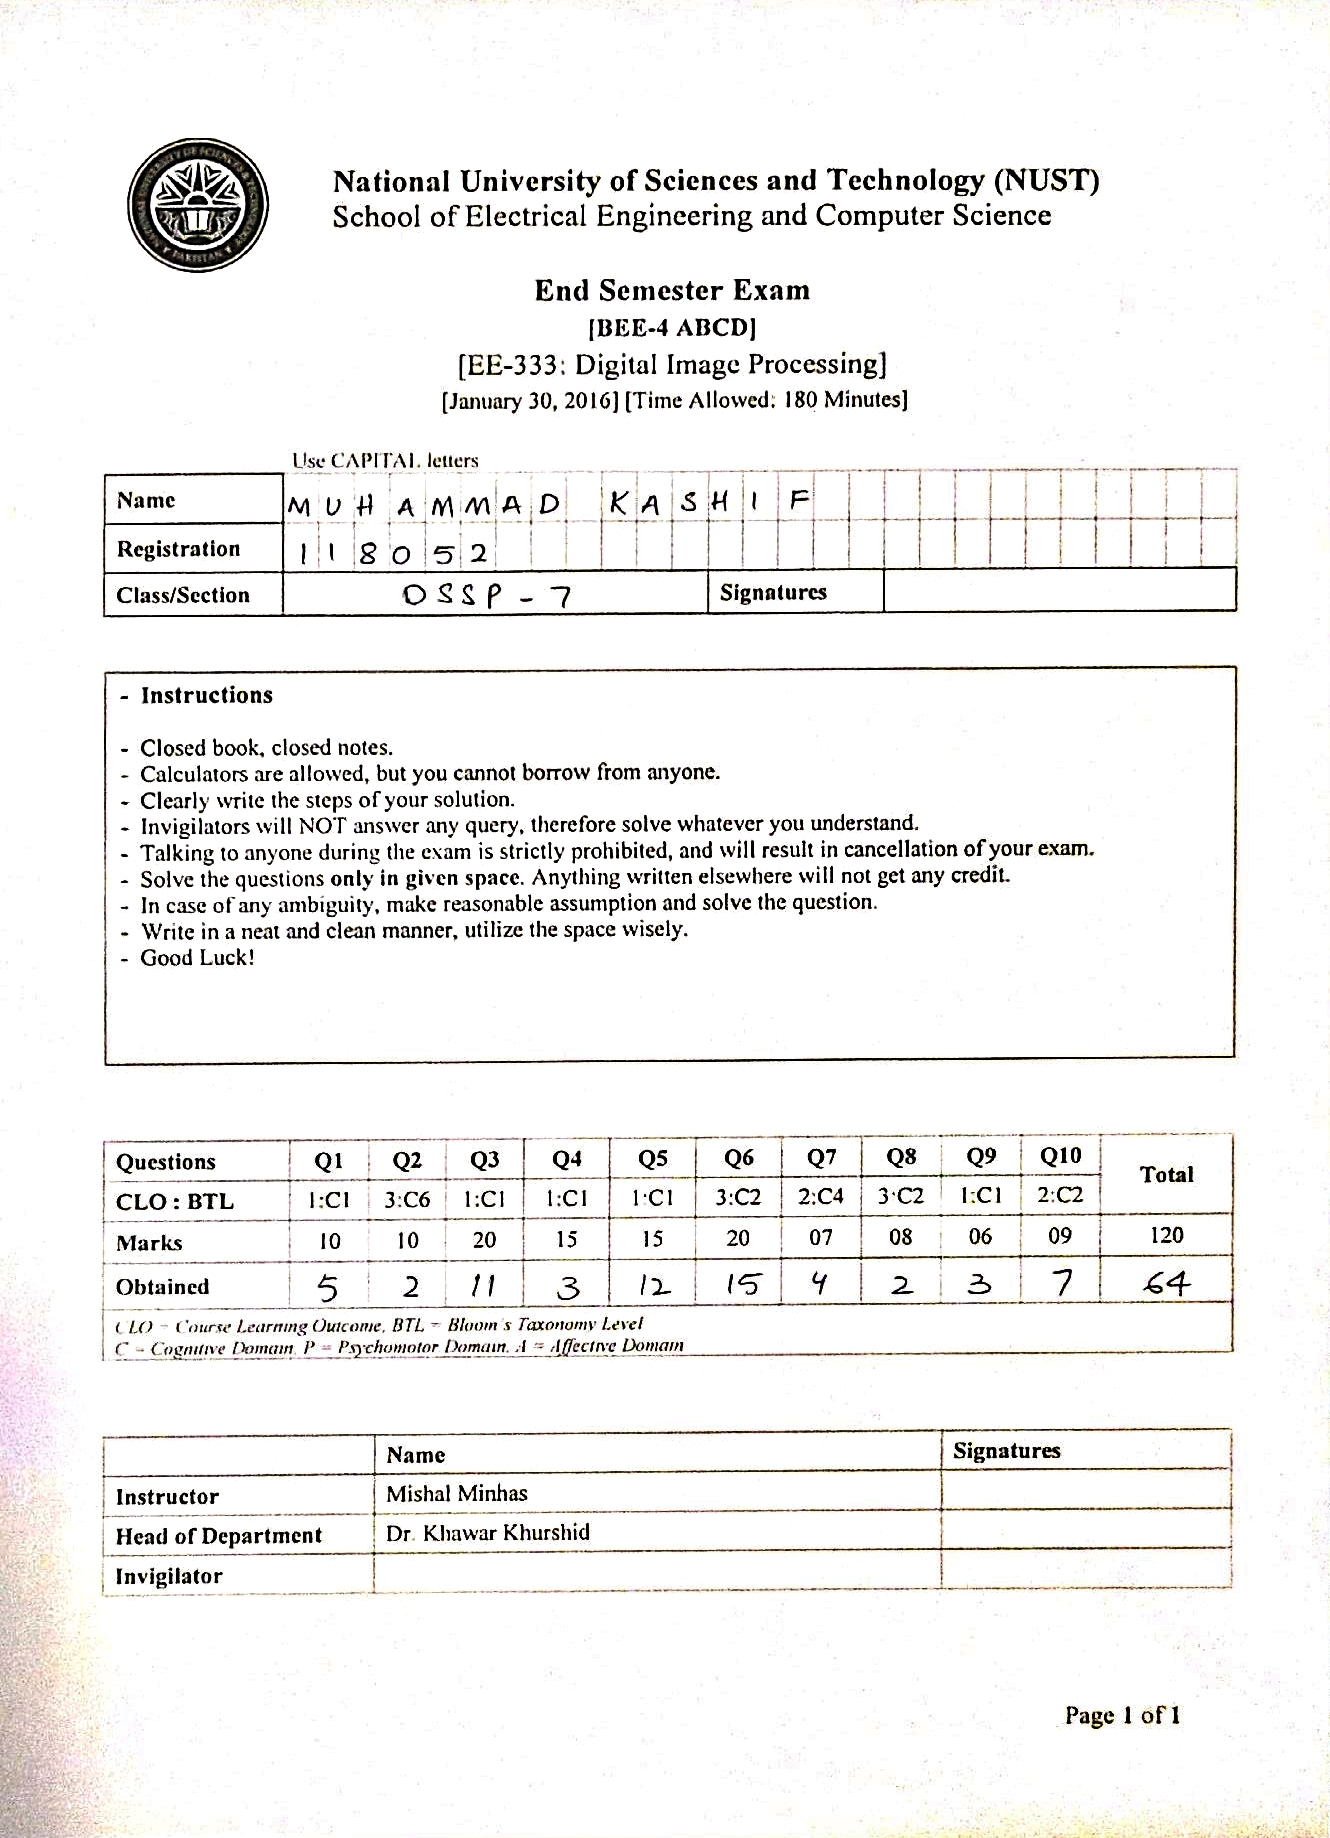 National University of Sciences and Technology (NUST)
School of Electrical Engineering and Computer Science
End Semester Exam
[BEE-4 ABCD]
[EE-333: Digital Image Processing]
[January 30, 2016] [Time Allowed: 180 Minutes]
Use CAPITAL letters
Name MUHAMMAD KASHIF
Registration 118052
Class/Section OSSP-7 Signatures
- Instructions
- Closed book, closed notes.
- Calculators are allowed, but you cannot borrow from anyone.
- Clearly write the steps of your solution.
- Invigilators will NOT answer any query, therefore solve whatever you understand.
- Talking to anyone during the exam is strictly prohibited, and will result in cancellation of your exam.
- Solve the questions only in given space. Anything written elsewhere will not get any credit.
- In case of any ambiguity, make reasonable assumption and solve the question.
- Write in a neat and clean manner, utilize the space wisely.
- Good Luck!
Questions Q1 Q2 Q3 Q4 Q5 Q6 Q7 Q8 Q9 Q10 Total
CLO : BTL 1:C1 3:C6 1:C1 1:C1 1:C1 3:C2 2:C4 3:C2 1:C1 2:C2
Marks 10 10 20 15 15 20 07 08 06 09 120
Obtained 5 2 11 3 12 15 4 2 3 7 64
CLO = Course Learning Outcome, BTL = Bloom's Taxonomy Level
C = Cognitive Domain, P = Psychomotor Domain, A = Affective Domain
Name Signatures
Instructor Mishal Minhas
Head of Department Dr. Khawar Khurshid
Invigilator
Page 1 of 1